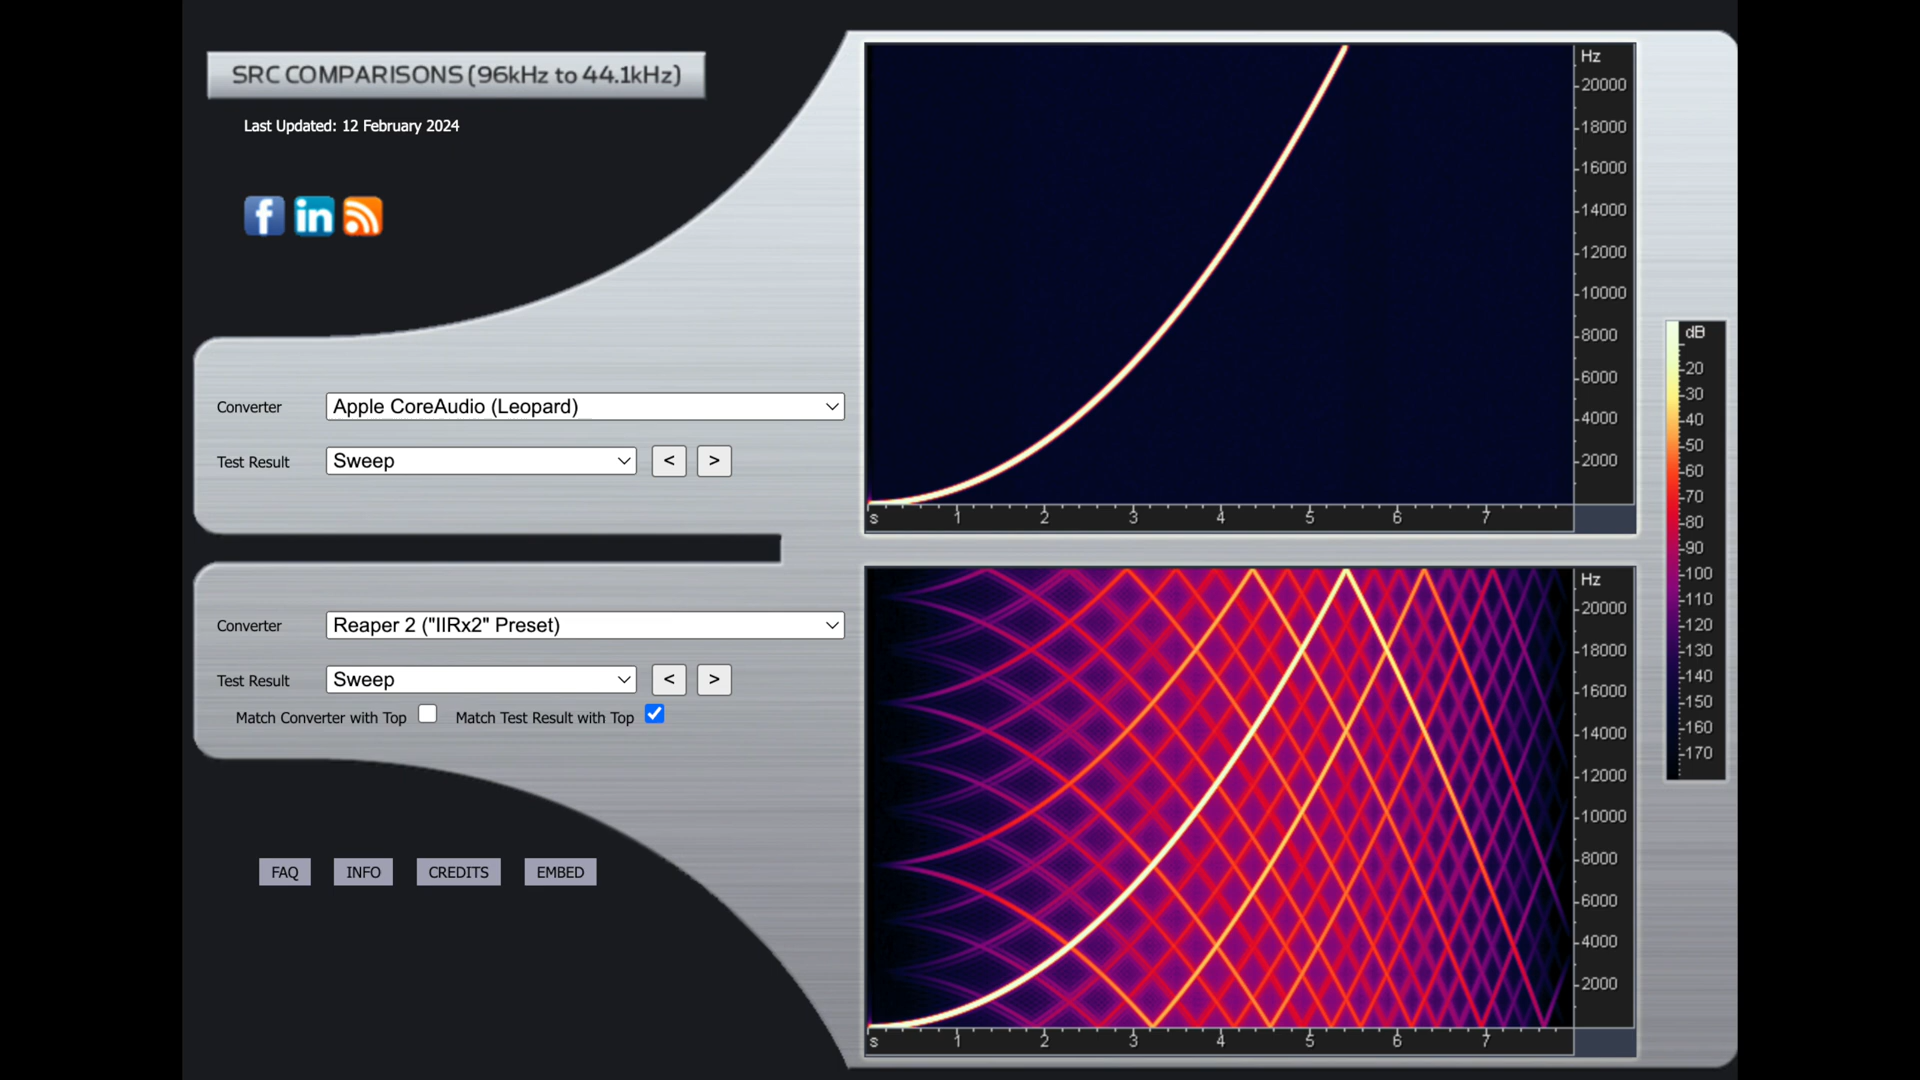 SRC COMPARISONS (96kHz to 44.1kHz)
Last Updated: 12 February 2024
f
in
Converter
Apple CoreAudio (Leopard)
Test Result
Sweep
<
>
Converter
Reaper 2 ("IIRx2" Preset)
Test Result
Sweep
<
>
Match Converter with Top
Match Test Result with Top
FAQ
INFO
CREDITS
EMBED
Hz
20000
18000
16000
14000
12000
10000
8000
6000
4000
2000
s 1 2 3 4 5 6 7
Hz
20000
18000
16000
14000
12000
10000
8000
6000
4000
2000
s 1 2 3 4 5 6 7
dB
-20
-30
-40
-50
-60
-70
-80
-90
-100
-110
-120
-130
-140
-150
-160
-170